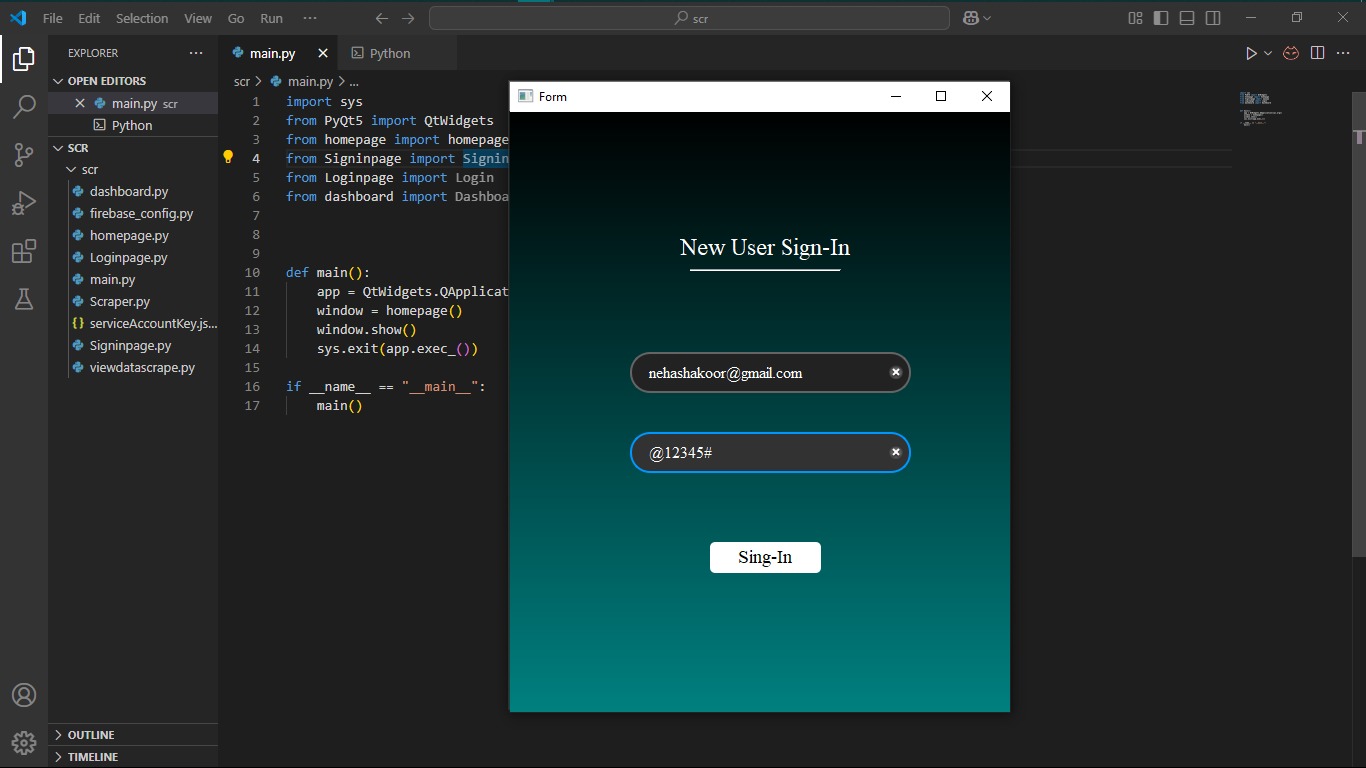 File Edit Selection View Go Run ···
scr
EXPLORER ···
OPEN EDITORS
main.py scr
Python
SCR
scr
dashboard.py
firebase_config.py
homepage.py
Loginpage.py
main.py
Scraper.py
{} serviceAccountKey.js...
Signinpage.py
viewdatascrape.py
OUTLINE
TIMELINE
main.py
Python
scr > main.py > ...
1 import sys
2 from PyQt5 import QtWidgets
3 from homepage import homepage
4 from Signinpage import Signin
5 from Loginpage import Login
6 from dashboard import Dashboa
7
8
9
10 def main():
11 app = QtWidgets.QApplicat
12 window = homepage()
13 window.show()
14 sys.exit(app.exec_())
15
16 if __name__ == "__main__":
17 main()
Form
New User Sign-In
nehashakoor@gmail.com
@12345#
Sing-In